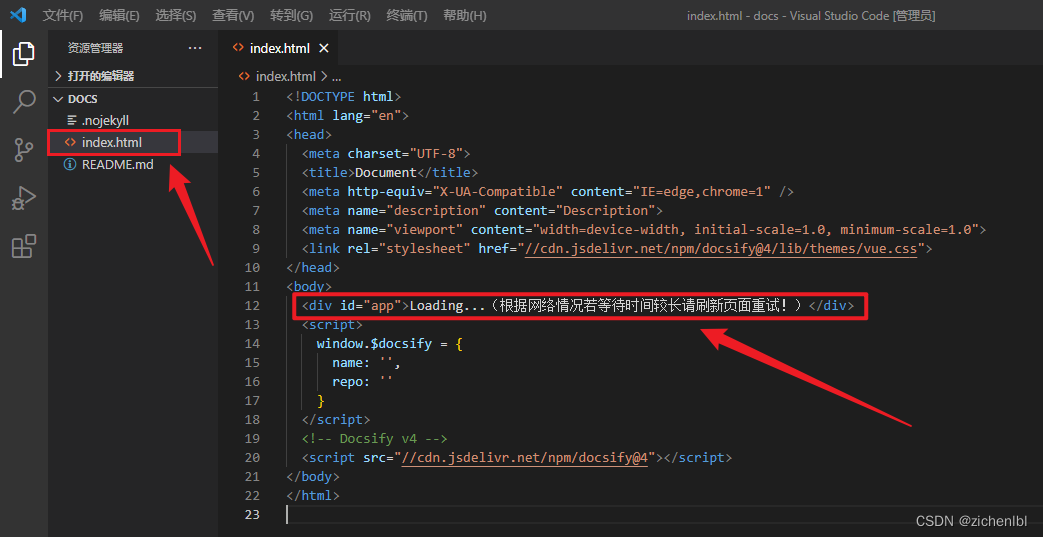 文件(F) 编辑(E) 选择(S) 查看(V) 转到(G) 运行(R) 终端(T) 帮助(H) index.html - docs - Visual Studio Code [管理员]
资源管理器 ···
打开的编辑器
DOCS
.nojekyll
index.html
README.md
index.html
index.html > ...
1 <!DOCTYPE html>
2 <html lang="en">
3 <head>
4 <meta charset="UTF-8">
5 <title>Document</title>
6 <meta http-equiv="X-UA-Compatible" content="IE=edge,chrome=1" />
7 <meta name="description" content="Description">
8 <meta name="viewport" content="width=device-width, initial-scale=1.0, minimum-scale=1.0">
9 <link rel="stylesheet" href="//cdn.jsdelivr.net/npm/docsify@4/lib/themes/vue.css">
10 </head>
11 <body>
12 <div id="app">Loading...（根据网络情况若等待时间较长请刷新页面重试！）</div>
13 <script>
14 window.$docsify = {
15 name: '',
16 repo: ''
17 }
18 </script>
19 <!-- Docsify v4 -->
20 <script src="//cdn.jsdelivr.net/npm/docsify@4"></script>
21 </body>
22 </html>
23
CSDN @zichenlbl